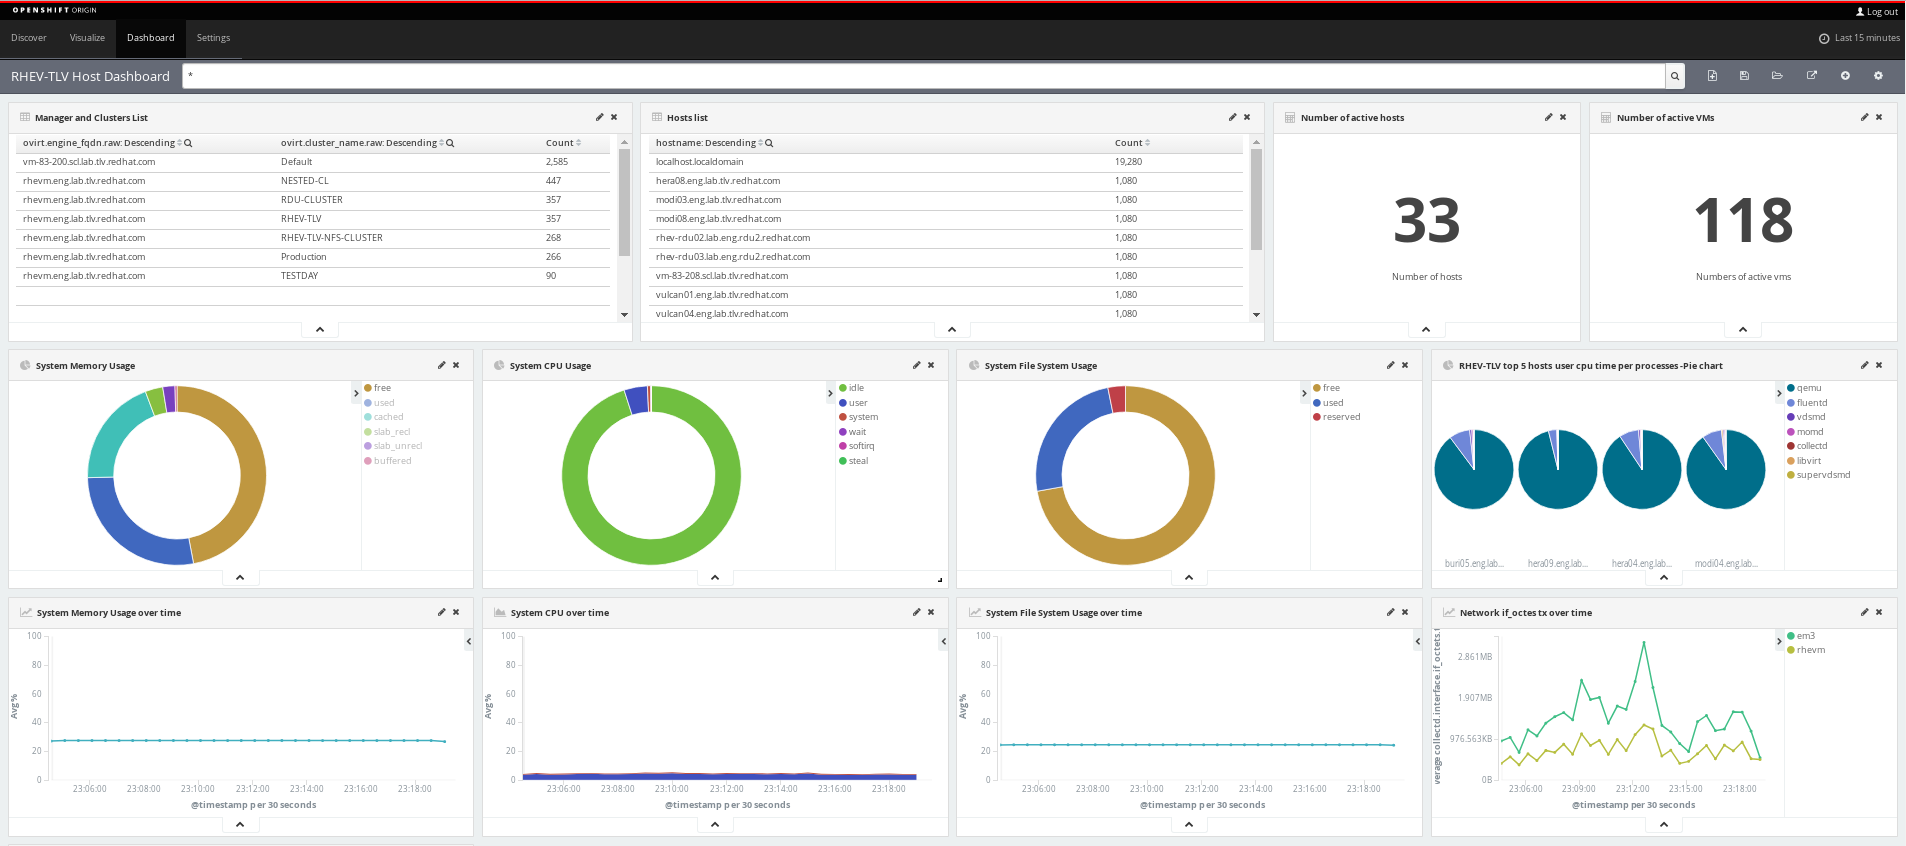 OPENSHIFT ORIGIN
Log out
Discover Visualize Dashboard Settings
Last 15 minutes
RHEV-TLV Host Dashboard *
Manager and Clusters List
ovirt.engine_fqdn.raw: Descending ovirt.cluster_name.raw: Descending Count
vm-83-200.scl.lab.tlv.redhat.com Default 2,585
rhevm.eng.lab.tlv.redhat.com NESTED-CL 447
rhevm.eng.lab.tlv.redhat.com RDU-CLUSTER 357
rhevm.eng.lab.tlv.redhat.com RHEV-TLV 357
rhevm.eng.lab.tlv.redhat.com RHEV-TLV-NFS-CLUSTER 268
rhevm.eng.lab.tlv.redhat.com Production 266
rhevm.eng.lab.tlv.redhat.com TESTDAY 90
Hosts list
hostname: Descending Count
localhost.localdomain 19,280
hera08.eng.lab.tlv.redhat.com 1,080
modi03.eng.lab.tlv.redhat.com 1,080
modi08.eng.lab.tlv.redhat.com 1,080
rhev-rdu02.lab.eng.rdu2.redhat.com 1,080
rhev-rdu03.lab.eng.rdu2.redhat.com 1,080
vm-83-208.scl.lab.tlv.redhat.com 1,080
vulcan01.eng.lab.tlv.redhat.com 1,080
vulcan04.eng.lab.tlv.redhat.com 1,080
Number of active hosts
33
Number of hosts
Number of active VMs
118
Numbers of active vms
System Memory Usage
free
used
cached
slab_recl
slab_unrecl
buffered
System CPU Usage
idle
user
system
wait
softirq
steal
System File System Usage
free
used
reserved
RHEV-TLV top 5 hosts user cpu time per processes -Pie chart
qemu
fluentd
vdsmd
momd
collectd
libvirt
supervdsmd
buri05.eng.lab... hera09.eng.lab... hera04.eng.lab... modi04.eng.lab...
System Memory Usage over time
Avg%
100
80
60
40
20
0
23:06:00 23:08:00 23:10:00 23:12:00 23:14:00 23:16:00 23:18:00
@timestamp per 30 seconds
System CPU over time
Avg%
100
80
60
40
20
0
23:06:00 23:08:00 23:10:00 23:12:00 23:14:00 23:16:00 23:18:00
@timestamp per 30 seconds
System File System Usage over time
Avg%
100
80
60
40
20
0
23:06:00 23:08:00 23:10:00 23:12:00 23:14:00 23:16:00 23:18:00
@timestamp per 30 seconds
Network if_octes tx over time
verage collectd.interface.if_octets.
em3
rhevm
2.861MB
1.907MB
976.563KB
0B
23:06:00 23:09:00 23:12:00 23:15:00 23:18:00
@timestamp per 30 seconds